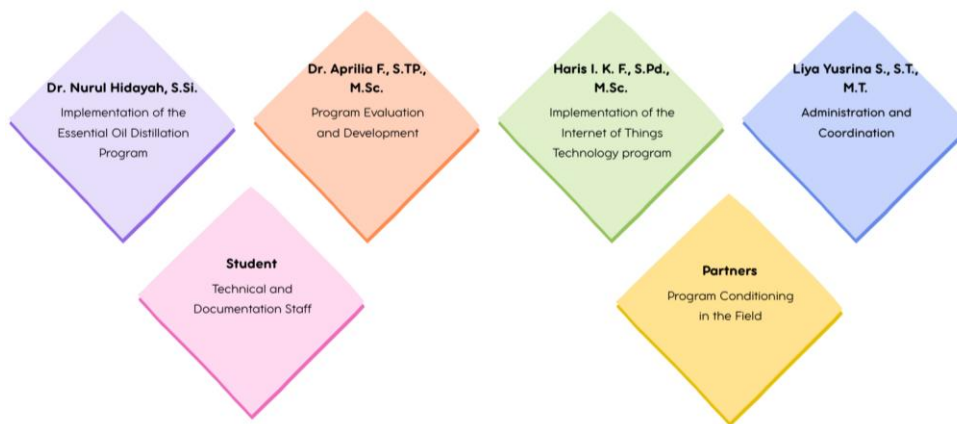 Dr. Nurul Hidayah, S.Si.
Implementation of the
Essential Oil Distillation
Program
Dr. Aprilia F., S.TP.,
M.Sc.
Program Evaluation
and Development
Haris I. K. F., S.Pd.,
M.Sc.
Implementation of the
Internet of Things
Technology program
Liya Yusrina S., S.T.,
M.T.
Administration and
Coordination
Student
Technical and
Documentation Staff
Partners
Program Conditioning
in the Field